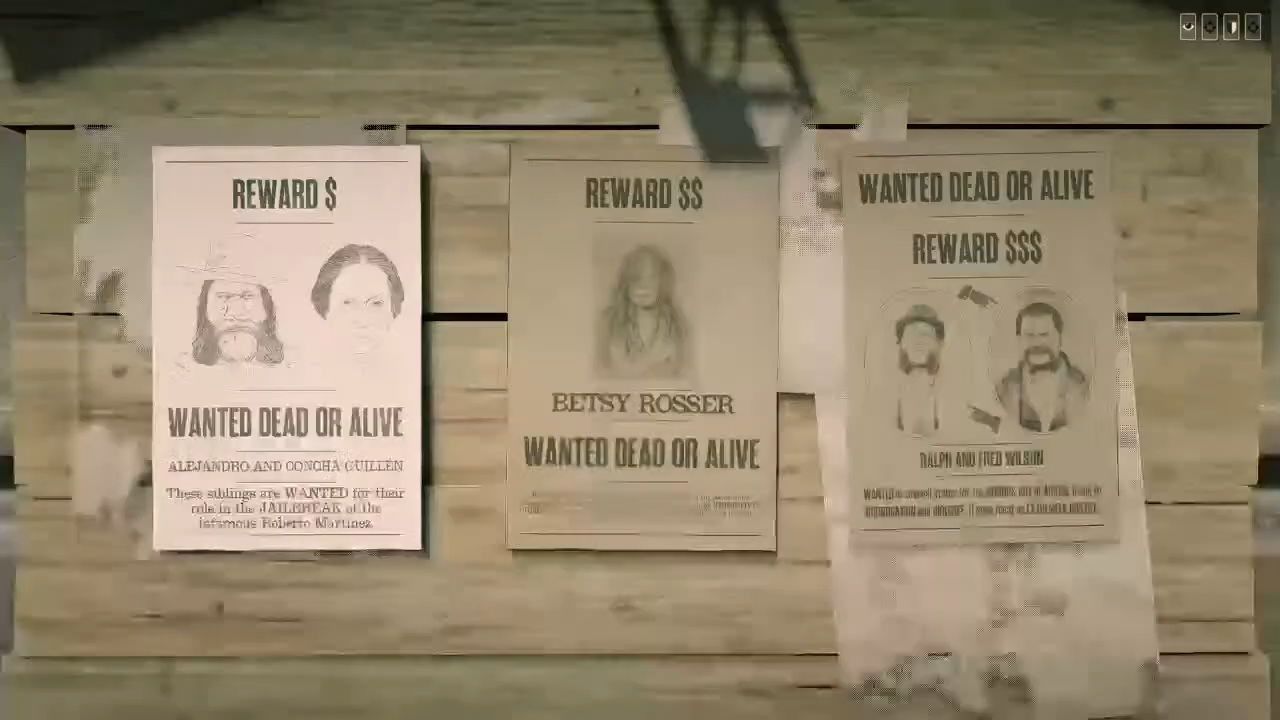 REWARD $
WANTED DEAD OR ALIVE
ALEJANDRO AND CONCHA GUILLEN
These siblings are WANTED for their
role in the JAILBREAK of the
infamous Roberto Martinez
REWARD $$
BETSY ROSSER
WANTED DEAD OR ALIVE
WANTED DEAD OR ALIVE
REWARD $$$
RALPH AND FRED WILSON
WANTED